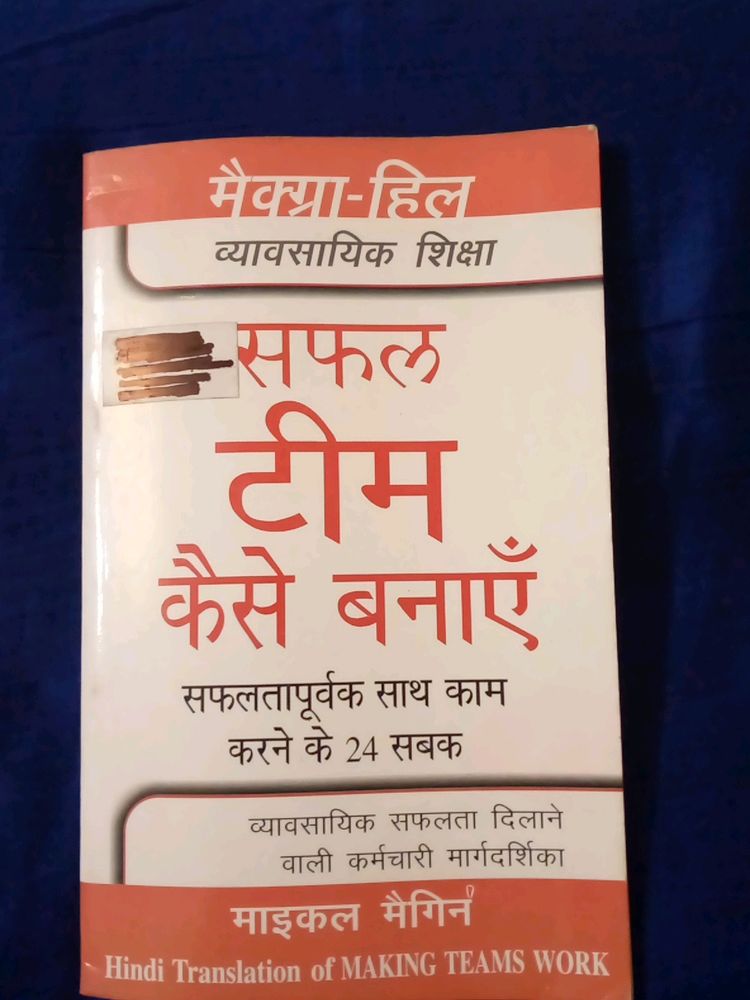 मैक्ग्रा-हिल
व्यावसायिक शिक्षा
सफल
टीम
कैसे बनाएँ
सफलतापूर्वक साथ काम
करने के 24 सबक
व्यावसायिक सफलता दिलाने
वाली कर्मचारी मार्गदर्शिका
माइकल मैगिन
Hindi Translation of MAKING TEAMS WORK